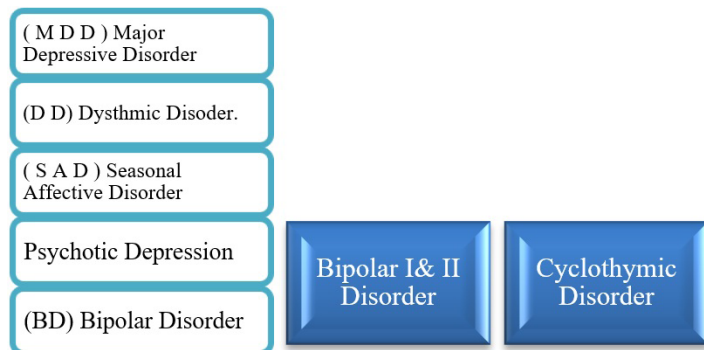 ( M D D ) Major
Depressive Disorder
(D D) Dysthmic Disoder.
( S A D ) Seasonal
Affective Disorder
Psychotic Depression
(BD) Bipolar Disorder
Bipolar I& II
Disorder
Cyclothymic
Disorder